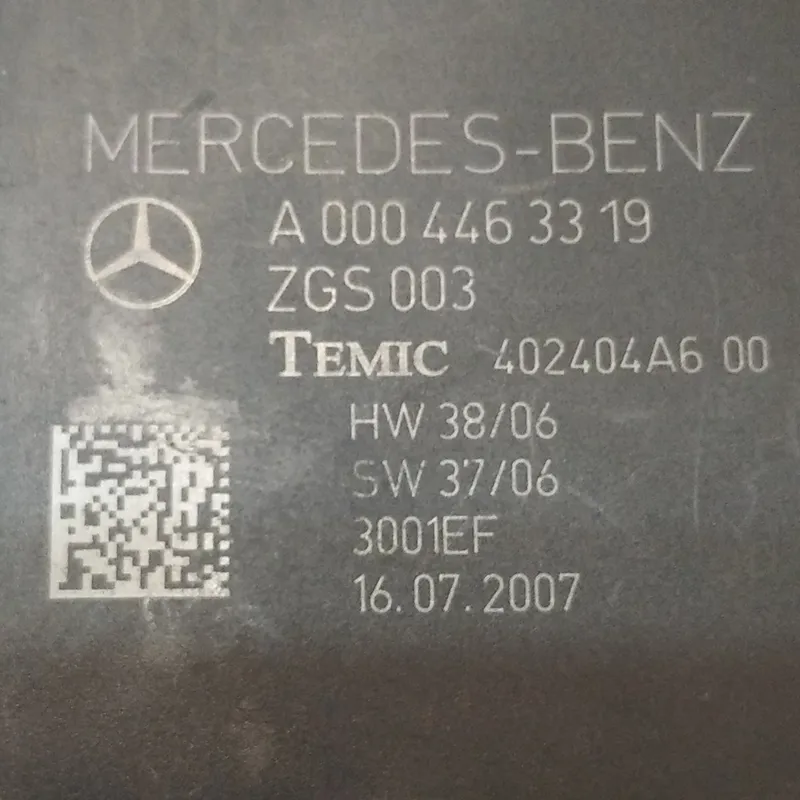 MERCEDES-BENZ
A 000 446 33 19
ZGS 003
TEMIC 402404A6 00
HW 38/06
SW 37/06
3001EF
16.07.2007